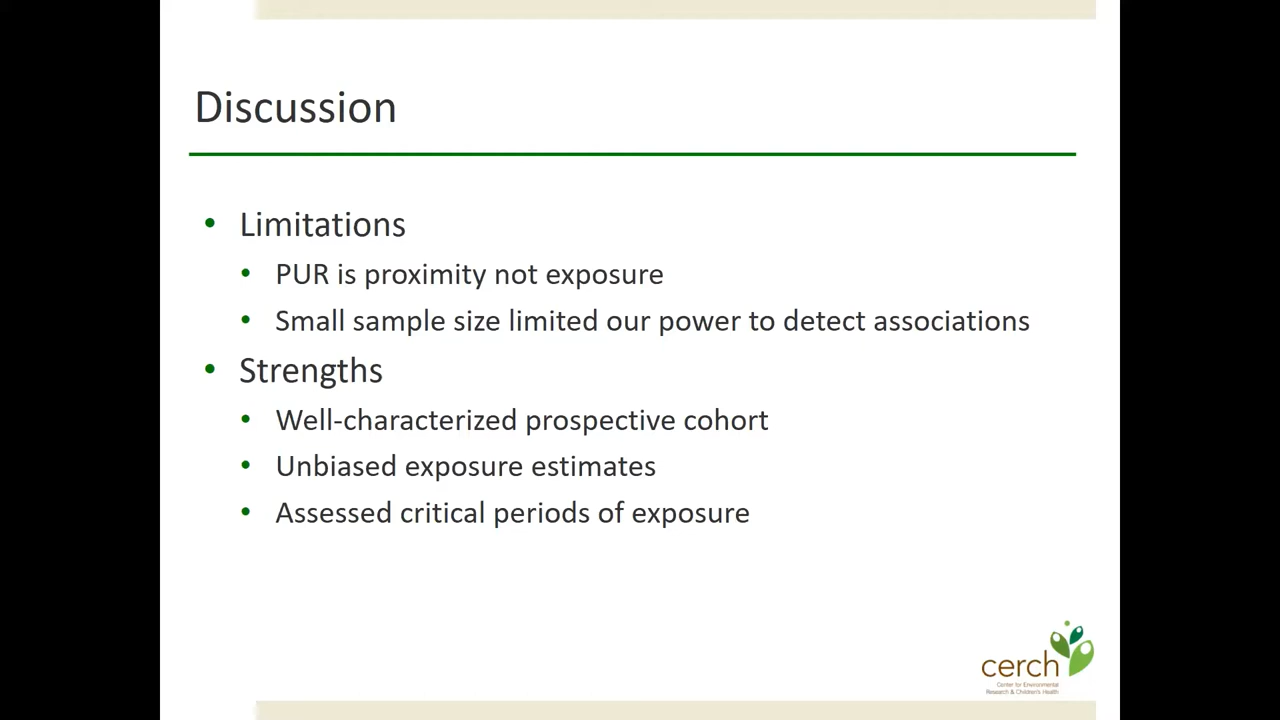 Discussion
• Limitations
• PUR is proximity not exposure
• Small sample size limited our power to detect associations
• Strengths
• Well-characterized prospective cohort
• Unbiased exposure estimates
• Assessed critical periods of exposure
cerch
Center for Environmental
Research & Children's Health